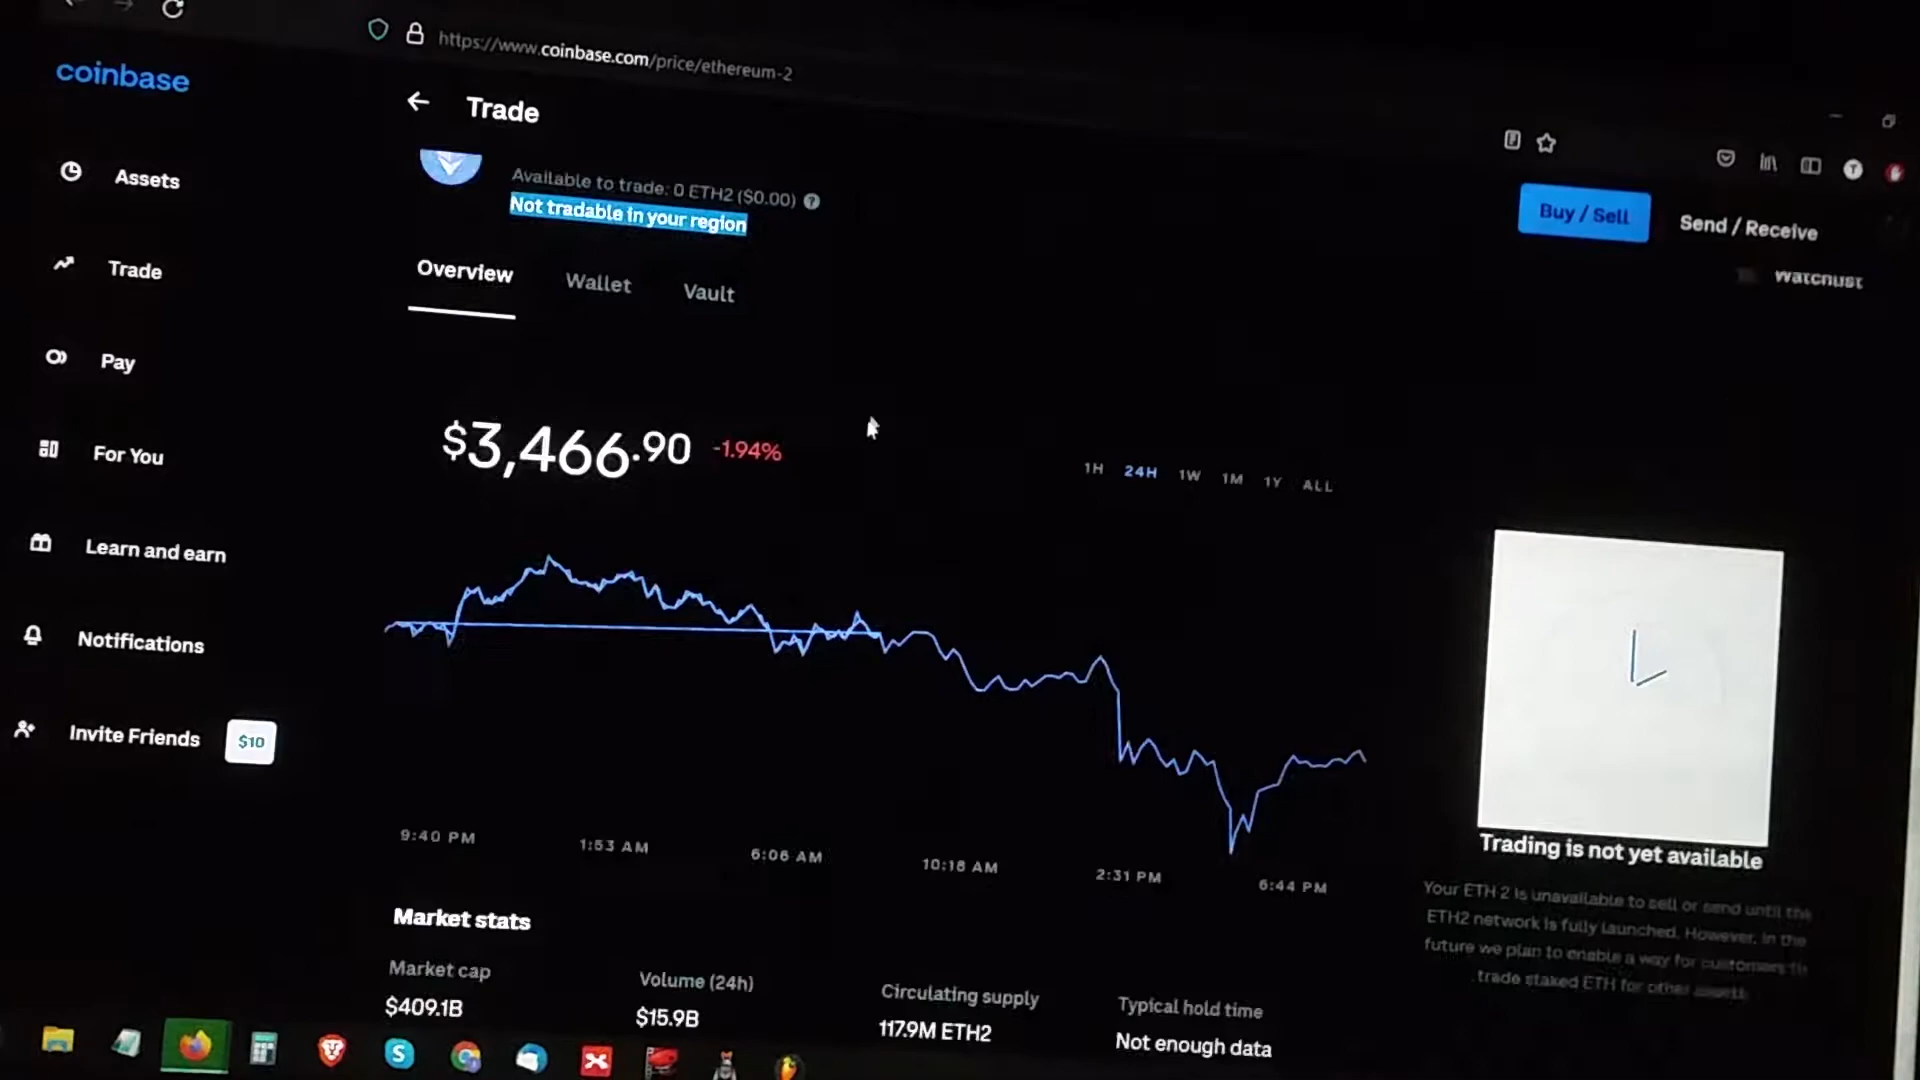 https://www.coinbase.com/price/ethereum-2
coinbase
Trade
Assets
Available to trade: 0 ETH2 ($0.00)
Not tradable in your region
Buy / Sell
Send / Receive
Watchlist
Trade
Overview
Wallet
Vault
Pay
$3,466.90
-1.94%
1H 24H 1W 1M 1Y ALL
For You
Learn and earn
Notifications
Invite Friends
$10
9:40 PM
1:53 AM
6:06 AM
10:18 AM
2:31 PM
6:44 PM
Trading is not yet available
Your ETH 2 is unavailable to sell or send until the
ETH2 network is fully launched. However, in the
future we plan to enable a way for customers to
trade staked ETH for other assets.
Market stats
Market cap
$409.1B
Volume (24h)
$15.9B
Circulating supply
117.9M ETH2
Typical hold time
Not enough data